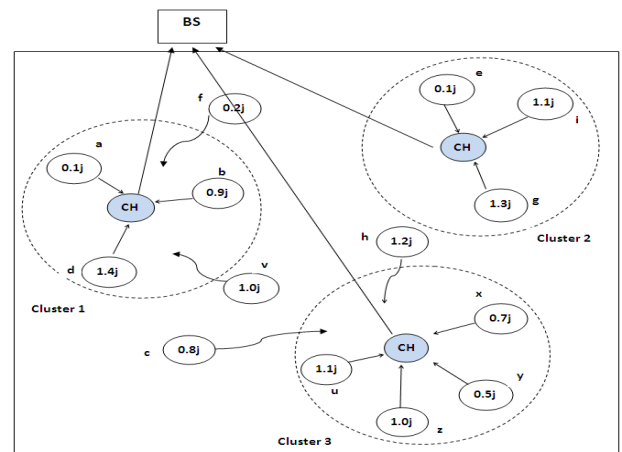 BS
e
0.1j
1.1j
i
f
0.2j
a
0.1j
b
0.9j
CH
CH
1.3j
g
h
1.2j
Cluster 2
d
1.4j
v
1.0j
Cluster 1
x
0.7j
c
0.8j
CH
1.1j
u
y
0.5j
1.0j
z
Cluster 3